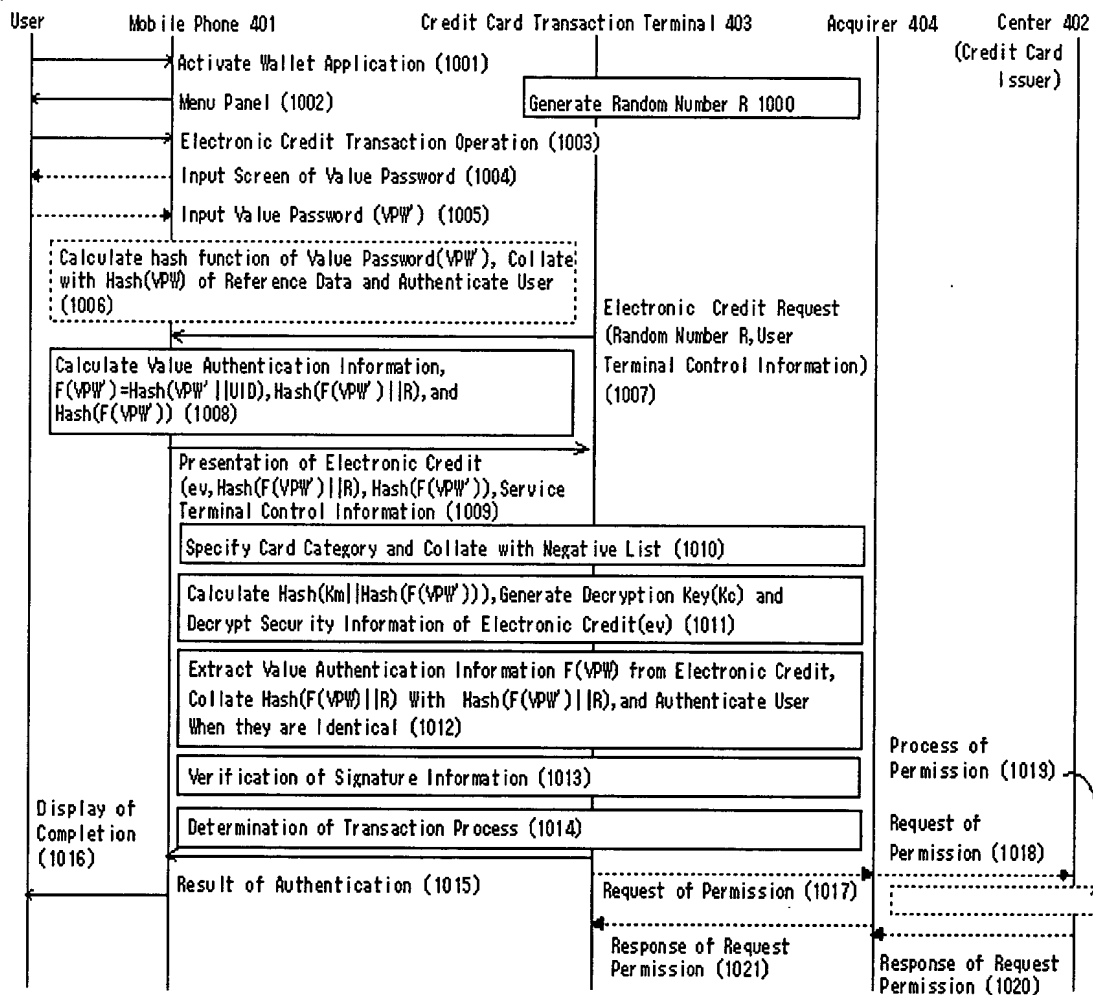 User
Mobile Phone 401
Credit Card Transaction Terminal 403
Acquirer 404
Center 402
(Credit Card
Issuer)
Activate Wallet Application (1001)
Menu Panel (1002)
Generate Random Number R 1000
Electronic Credit Transaction Operation (1003)
Input Screen of Value Password (1004)
Input Value Password (VPW') (1005)
Calculate hash function of Value Password(VPW'), Collate
with Hash(VPW) of Reference Data and Authenticate User
(1006)
Electronic Credit Request
(Random Number R,User
Terminal Control Information)
(1007)
Calculate Value Authentication Information,
F(VPW')=Hash(VPW'||UID),Hash(F(VPW')||R),and
Hash(F(VPW')) (1008)
Presentation of Electronic Credit
(ev,Hash(F(VPW')||R),Hash(F(VPW')),Service
Terminal Control Information (1009)
Specify Card Category and Collate with Negative List (1010)
Calculate Hash(Km||Hash(F(VPW'))),Generate Decryption Key(Kc) and
Decrypt Security Information of Electronic Credit(ev) (1011)
Extract Value Authentication Information F(VPW) from Electronic Credit,
Collate Hash(F(VPW)||R) With Hash(F(VPW')||R),and Authenticate User
When they are Identical (1012)
Verification of Signature Information (1013)
Process of
Permission (1019)
Determination of Transaction Process (1014)
Display of
Completion
(1016)
Request of
Permission (1018)
Result of Authentication (1015)
Request of Permission (1017)
Response of Request
Permission (1021)
Response of Request
Permission (1020)